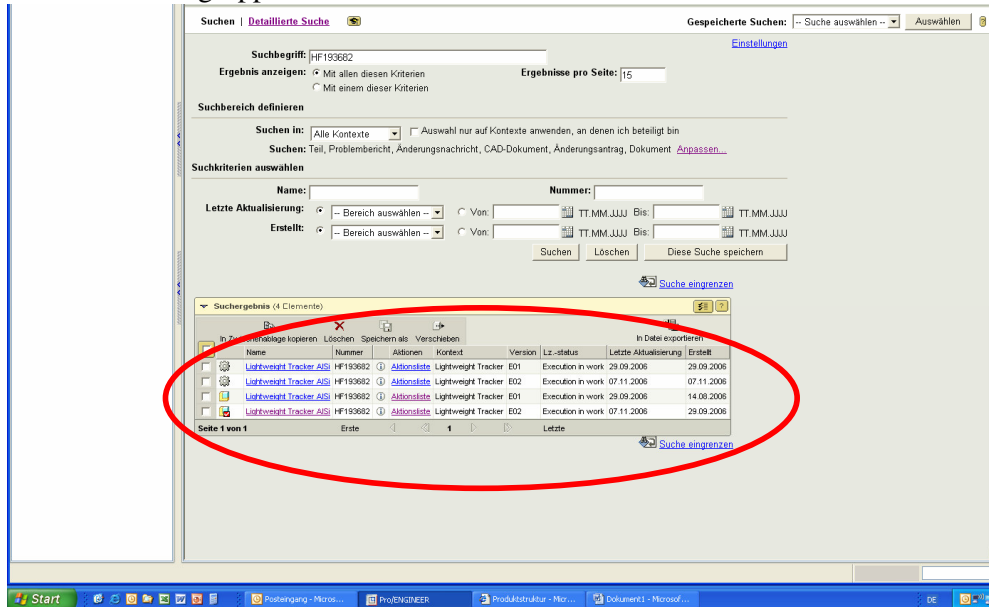 Suchen | Detaillierte Suche Gespeicherte Suchen: -- Suche auswählen -- Auswählen
Einstellungen
Suchbegriff: HF193682
Ergebnis anzeigen: Mit allen diesen Kriterien Ergebnisse pro Seite: 15
Mit einem dieser Kriterien
Suchbereich definieren
Suchen in: Alle Kontexte Auswahl nur auf Kontexte anwenden, an denen ich beteiligt bin
Suchen: Teil, Problembericht, Änderungsnachricht, CAD-Dokument, Änderungsantrag, Dokument Anpassen...
Suchkriterien auswählen
Name: Nummer:
Letzte Aktualisierung: -- Bereich auswählen -- Von: TT.MM.JJJJ Bis: TT.MM.JJJJ
Erstellt: -- Bereich auswählen -- Von: TT.MM.JJJJ Bis: TT.MM.JJJJ
Suchen Löschen Diese Suche speichern
Suche eingrenzen
Suchergebnis (4 Elemente)
Löschen Speichern als Verschieben In Datei exportieren
Name Nummer Aktionen Kontext Version Lz.-status Letzte Aktualisierung Erstellt
Lightweight Tracker AlSi HF193682 Aktionsliste Lightweight Tracker E01 Execution in work 29.09.2006 29.09.2006
Lightweight Tracker AlSi HF193682 Aktionsliste Lightweight Tracker E02 Execution in work 07.11.2006 07.11.2006
Lightweight Tracker AlSi HF193682 Aktionsliste Lightweight Tracker E01 Execution in work 29.09.2006 14.08.2006
Lightweight Tracker AlSi HF193682 Aktionsliste Lightweight Tracker E02 Execution in work 07.11.2006 29.09.2006
Seite 1 von 1 Erste 1 Letzte
Suche eingrenzen
Start Posteingang - Micros... Pro/ENGINEER Produktstruktur - Micr... Dokument1 - Microsof... DE